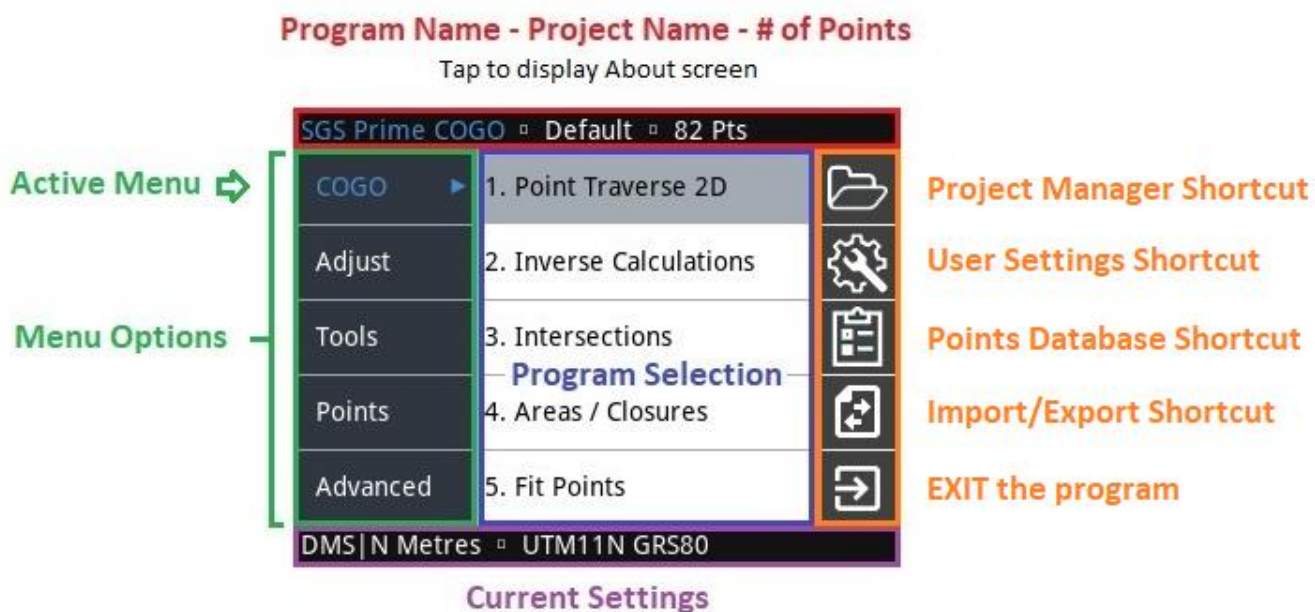 Program Name - Project Name - # of Points
Tap to display About screen
SGS Prime COGO ▫ Default ▫ 82 Pts
Active Menu
COGO
1. Point Traverse 2D
Project Manager Shortcut
Adjust
2. Inverse Calculations
User Settings Shortcut
Menu Options
Tools
3. Intersections
Points Database Shortcut
Program Selection
Points
4. Areas / Closures
Import/Export Shortcut
Advanced
5. Fit Points
EXIT the program
DMS|N Metres ▫ UTM11N GRS80
Current Settings